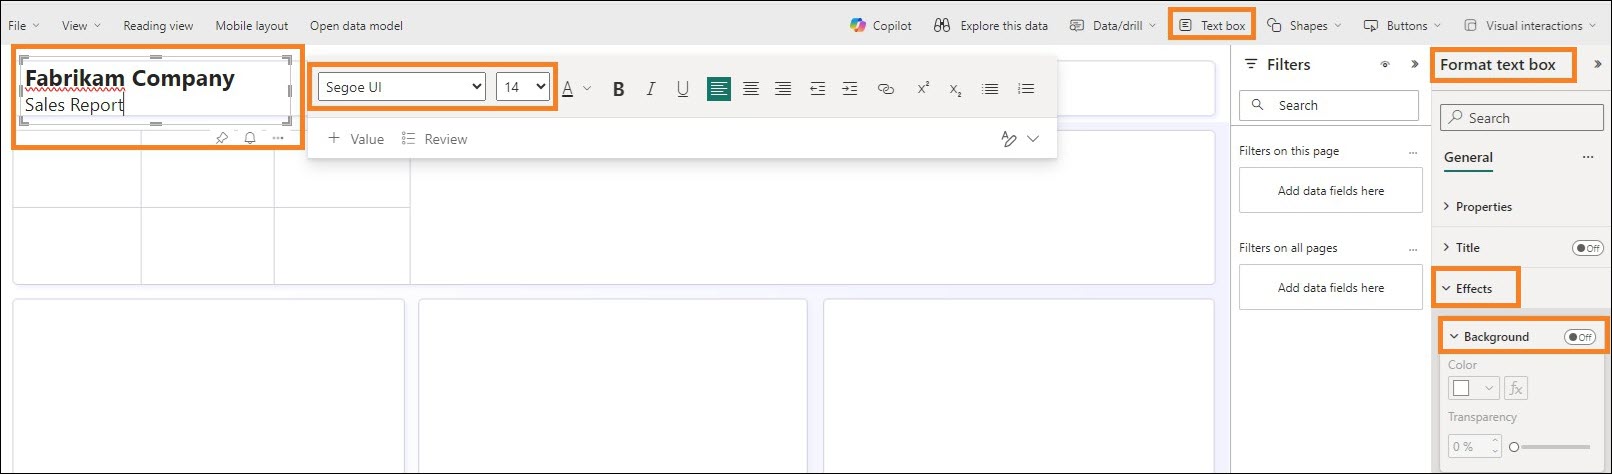 File View Reading view Mobile layout Open data model Copilot Explore this data Data/drill Text box Shapes Buttons Visual interactions
Fabrikam Company
Sales Report
Segoe UI 14 A B I U x² x₂
+ Value Review
Filters
Search
Filters on this page ...
Add data fields here
Filters on all pages ...
Add data fields here
Format text box
Search
General ...
Properties
Title Off
Effects
Background Off
Color
fx
Transparency
0 %